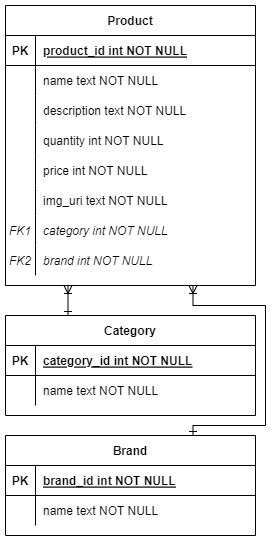 Product
PK product_id int NOT NULL
name text NOT NULL
description text NOT NULL
quantity int NOT NULL
price int NOT NULL
img_uri text NOT NULL
FK1 category int NOT NULL
FK2 brand int NOT NULL
Category
PK category_id int NOT NULL
name text NOT NULL
Brand
PK brand_id int NOT NULL
name text NOT NULL